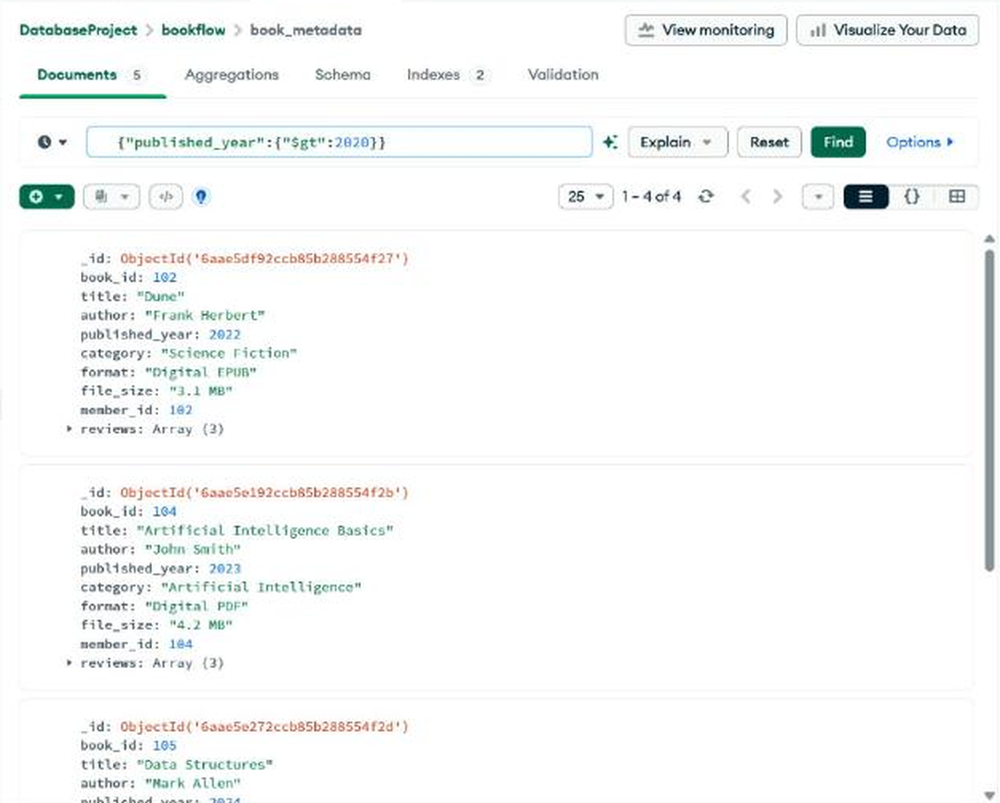 DatabaseProject > bookflow > book_metadata
View monitoring
Visualize Your Data
Documents 5 Aggregations Schema Indexes 2 Validation
{"published_year":{"$gt":2020}}
Explain Reset Find Options
25 1 – 4 of 4
_id: ObjectId('6aae5df92ccb85b288554f27')
book_id: 102
title: "Dune"
author: "Frank Herbert"
published_year: 2022
category: "Science Fiction"
format: "Digital EPUB"
file_size: "3.1 MB"
member_id: 102
reviews: Array (3)
_id: ObjectId('6aae5e192ccb85b288554f2b')
book_id: 104
title: "Artificial Intelligence Basics"
author: "John Smith"
published_year: 2023
category: "Artificial Intelligence"
format: "Digital PDF"
file_size: "4.2 MB"
member_id: 104
reviews: Array (3)
_id: ObjectId('6aae5e272ccb85b288554f2d')
book_id: 105
title: "Data Structures"
author: "Mark Allen"
published_year: 2024